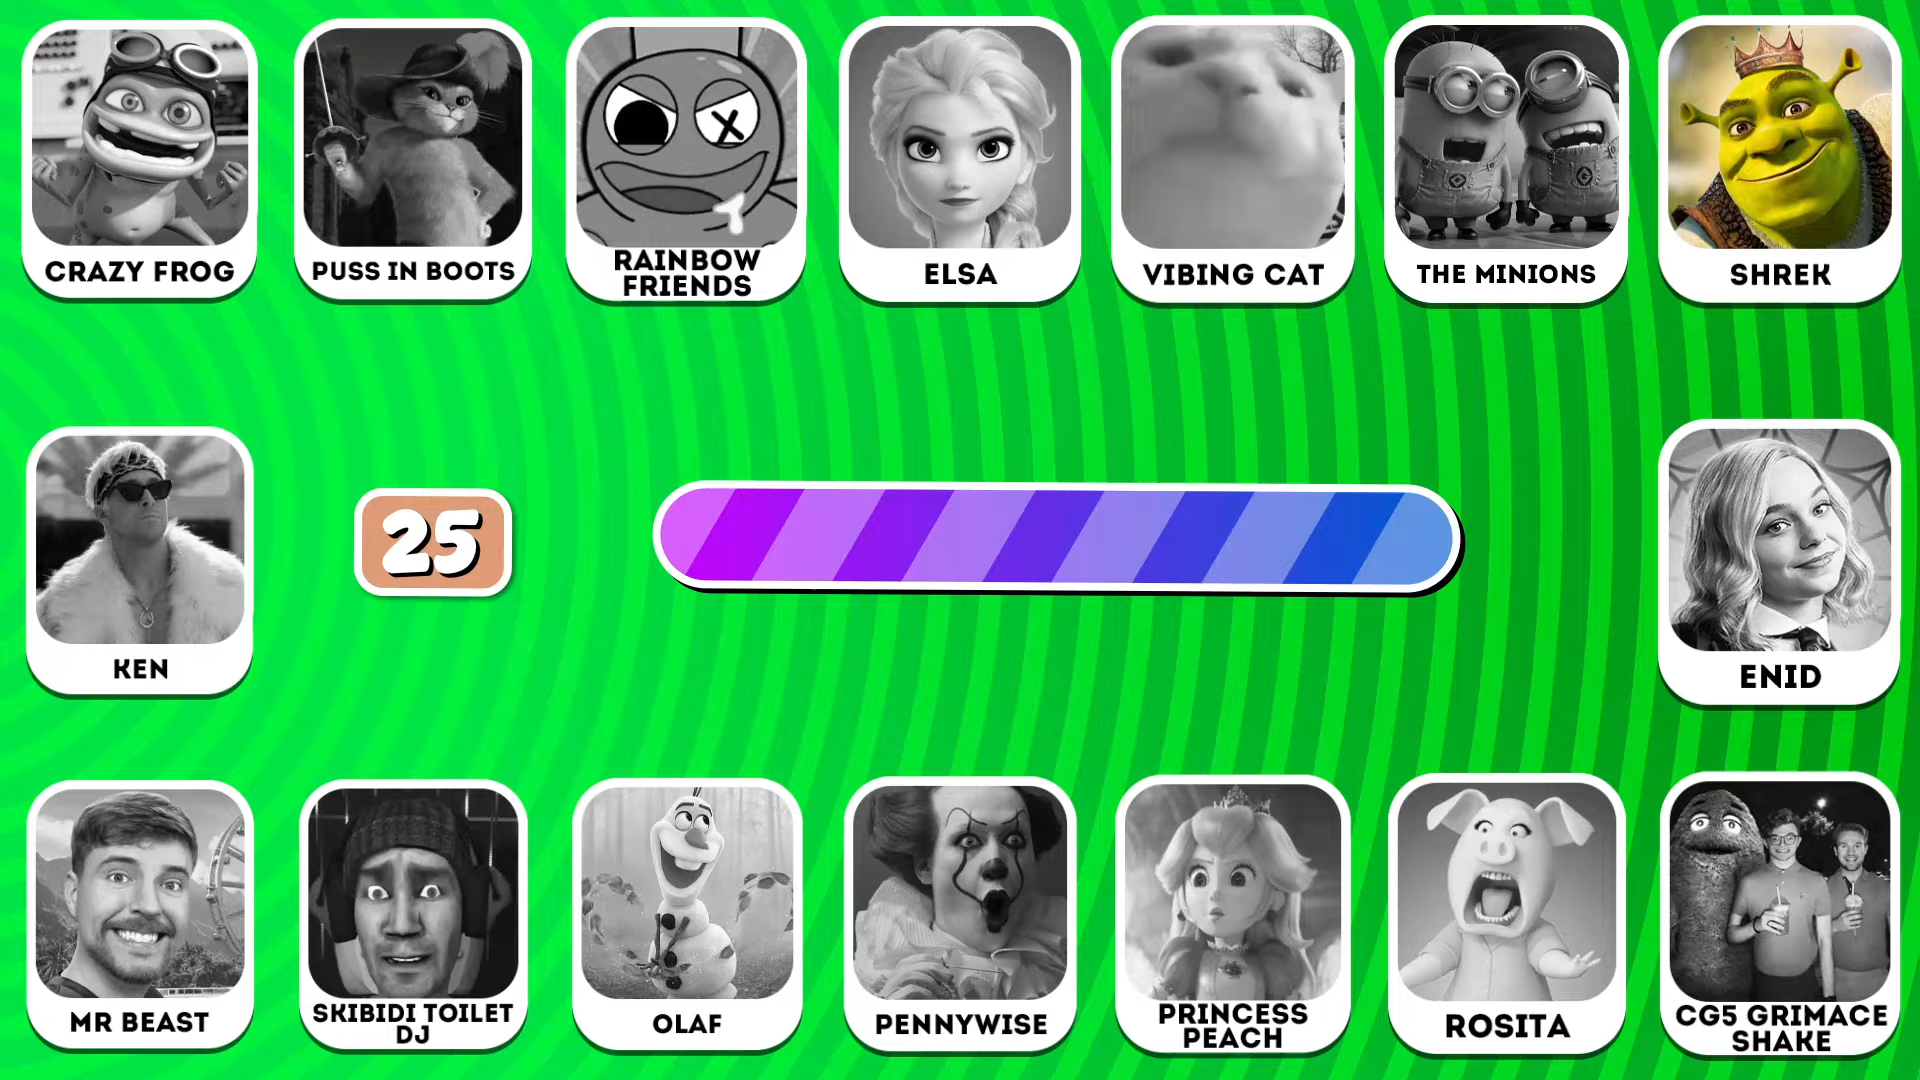 CRAZY FROG
PUSS IN BOOTS
RAINBOW
FRIENDS
ELSA
VIBING CAT
THE MINIONS
SHREK
KEN
25
ENID
MR BEAST
SKIBIDI TOILET
DJ
OLAF
PENNYWISE
PRINCESS
PEACH
ROSITA
CG5 GRIMACE
SHAKE